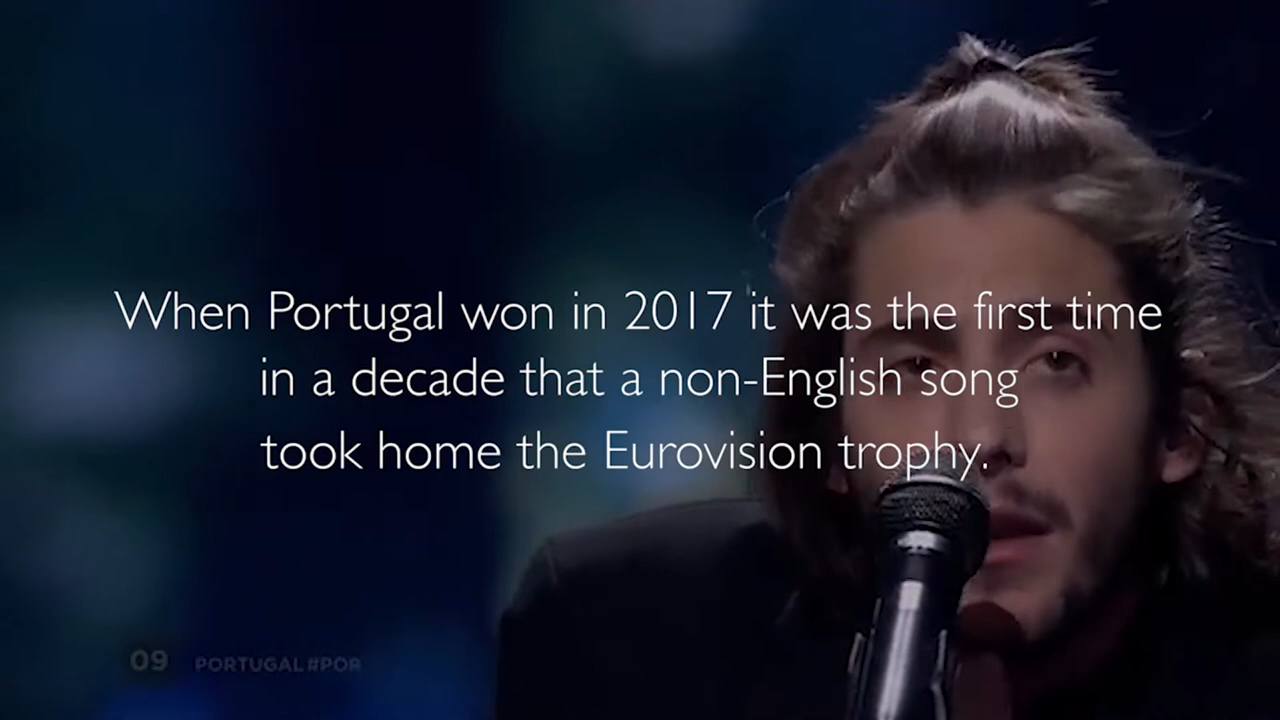 When Portugal won in 2017 it was the first time
in a decade that a non-English song
took home the Eurovision trophy.
09 PORTUGAL #POR